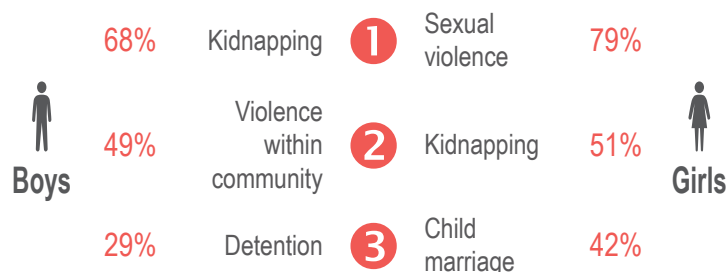 68% Kidnapping 1 Sexual violence 79%
Boys 49% Violence within community 2 Kidnapping 51% Girls
29% Detention 3 Child marriage 42%